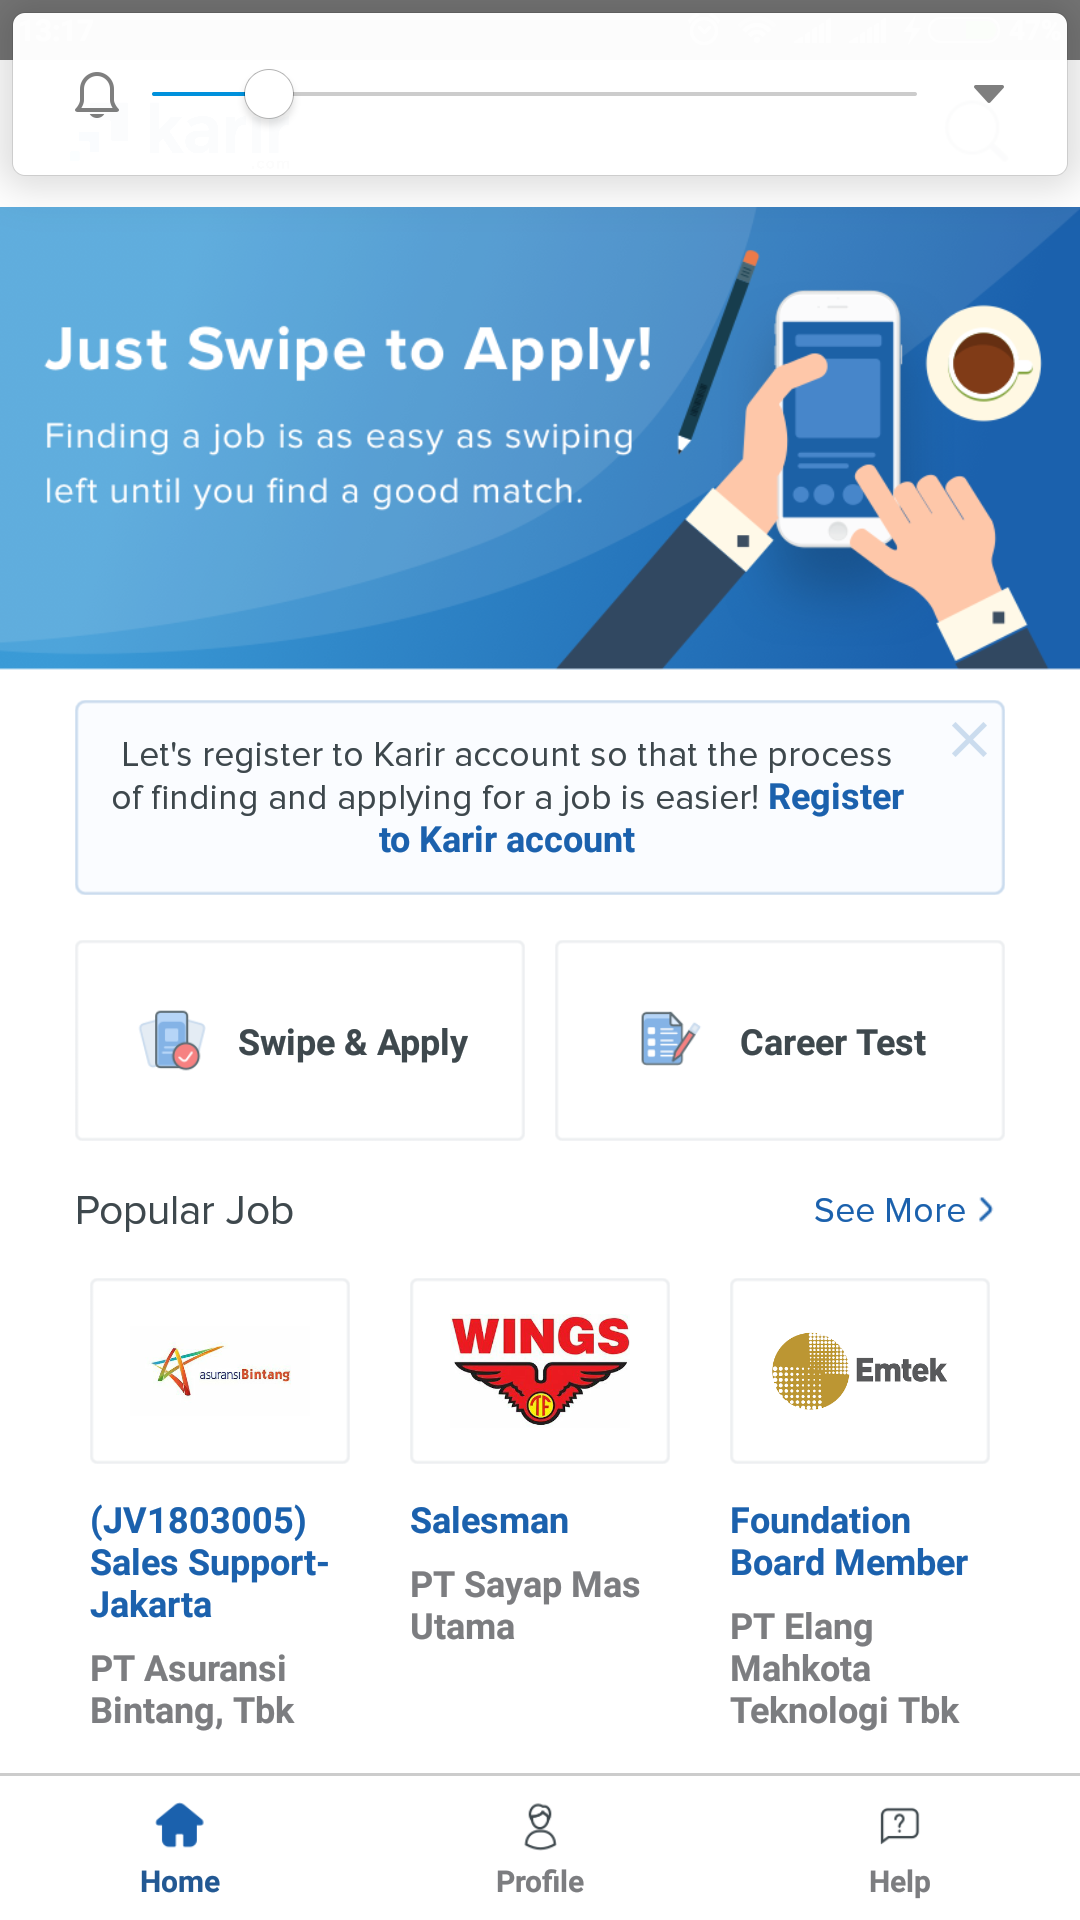 karir
Just Swipe to Apply!
Finding a job is as easy as swiping
left until you find a good match.
Let's register to Karir account so that the process
of finding and applying for a job is easier! Register
to Karir account
Swipe & Apply
Career Test
Popular Job
See More
asuransiBintang
WINGS
TF
Emtek
(JV1803005)
Sales Support-
Jakarta
PT Asuransi
Bintang, Tbk
Salesman
PT Sayap Mas
Utama
Foundation
Board Member
PT Elang
Mahkota
Teknologi Tbk
Home
Profile
Help